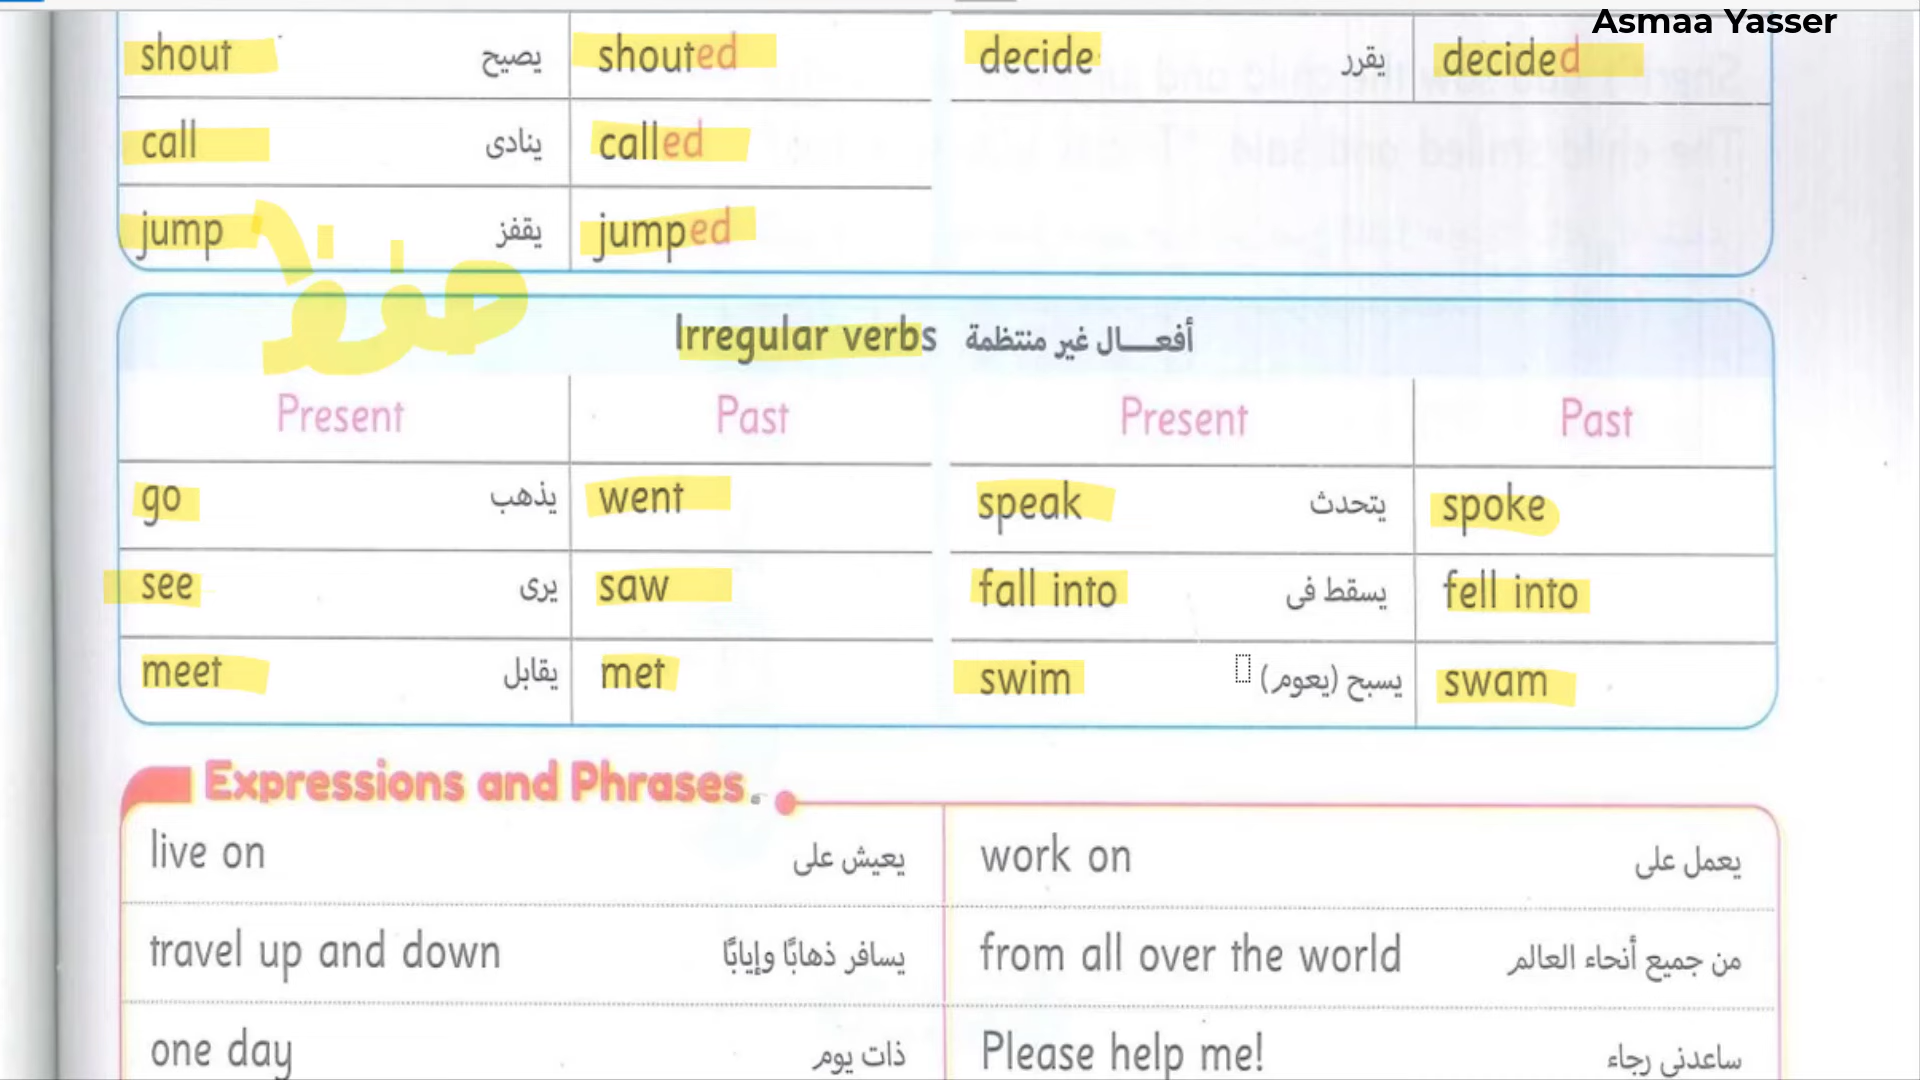 Asmaa Yasser
shout يصيح shouted decide يقرر decided
call ينادى called
jump يقفز jumped
Irregular verbs أفعـــال غير منتظمة
Present Past Present Past
go يذهب went speak يتحدث spoke
see يرى saw fall into يسقط فى fell into
meet يقابل met swim يسبح (يعوم) swam
Expressions and Phrases.
live on يعيش على work on يعمل على
travel up and down يسافر ذهابًا وإيابًا from all over the world من جميع أنحاء العالم
one day ذات يوم Please help me! ساعدنى رجاء